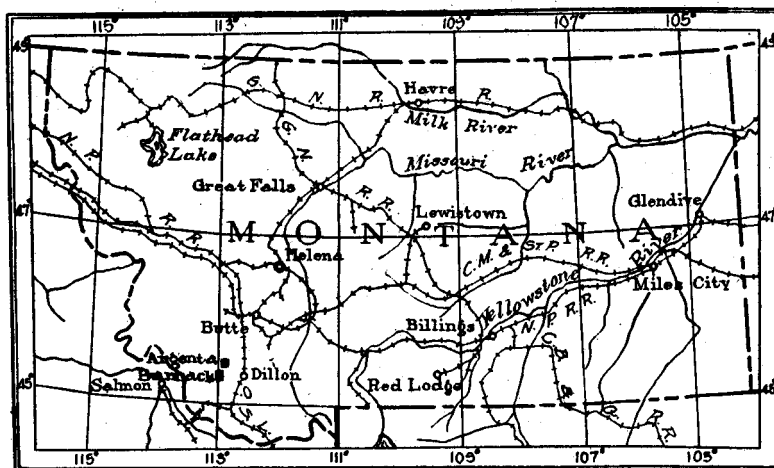 115° 113° 111° 109° 107° 105°
G. N. R. R.
Havre
Milk River
N. P. R. R.
Flathead
Lake
G. N. R. R.
Missouri River
Great Falls
Glendive
47° 47°
Lewistown
MONTANA
Helena
C.M.& ST P. R.R.
Yellowstone River
Miles City
Butte
Billings
N. P. R. R.
Argenta
Bannack
Dillon
Salmon
Red Lodge
C. B. & Q. R. R.
O. S. L.
45°
115° 113° 111° 109° 107° 105°